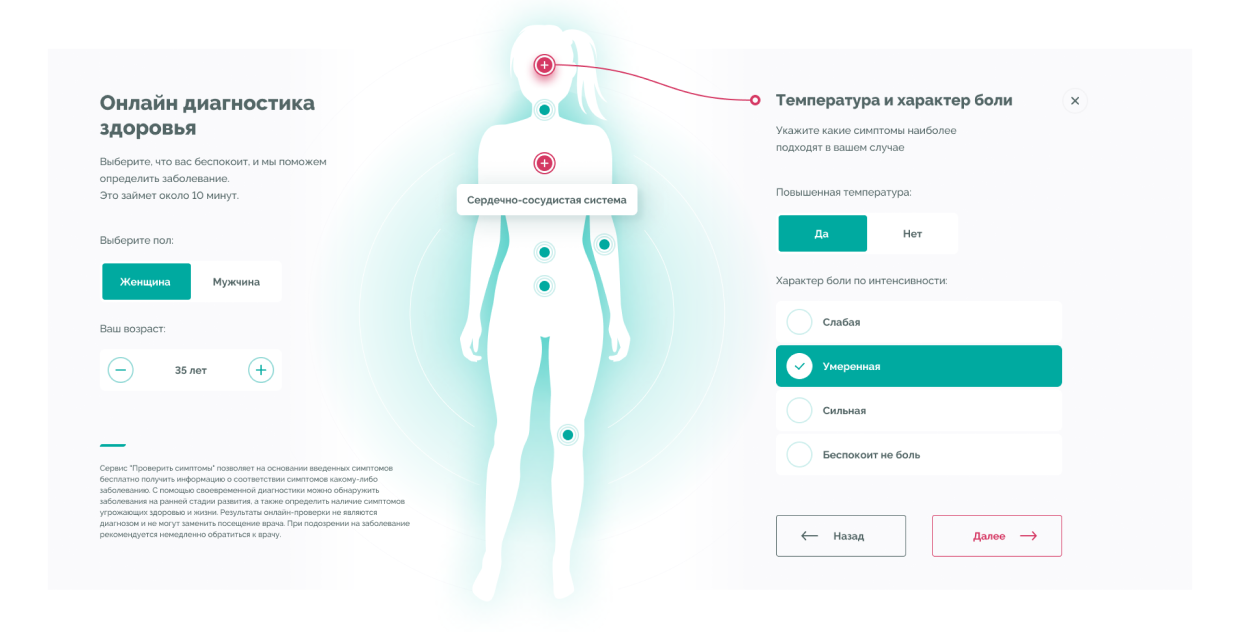 Онлайн диагностика
здоровья
Выберите, что вас беспокоит, и мы поможем
определить заболевание.
Это займет около 10 минут.
Выберите пол:
Женщина
Мужчина
Ваш возраст:
35 лет
Сервис "Проверить симптомы" позволяет на основании введенных симптомов
бесплатно получить информацию о соответствии симптомов какому-либо
заболеванию. С помощью своевременной диагностики можно обнаружить
заболевания на ранней стадии развития, а также определить наличие симптомов
угрожающих здоровью и жизни. Результаты онлайн-проверки не являются
диагнозом и не могут заменить посещение врача. При подозрении на заболевание
рекомендуется немедленно обратиться к врачу.
Сердечно-сосудистая система
Температура и характер боли
Укажите какие симптомы наиболее
подходят в вашем случае
Повышенная температура:
Да
Нет
Характер боли по интенсивности:
Слабая
Умеренная
Сильная
Беспокоит не боль
Назад
Далее